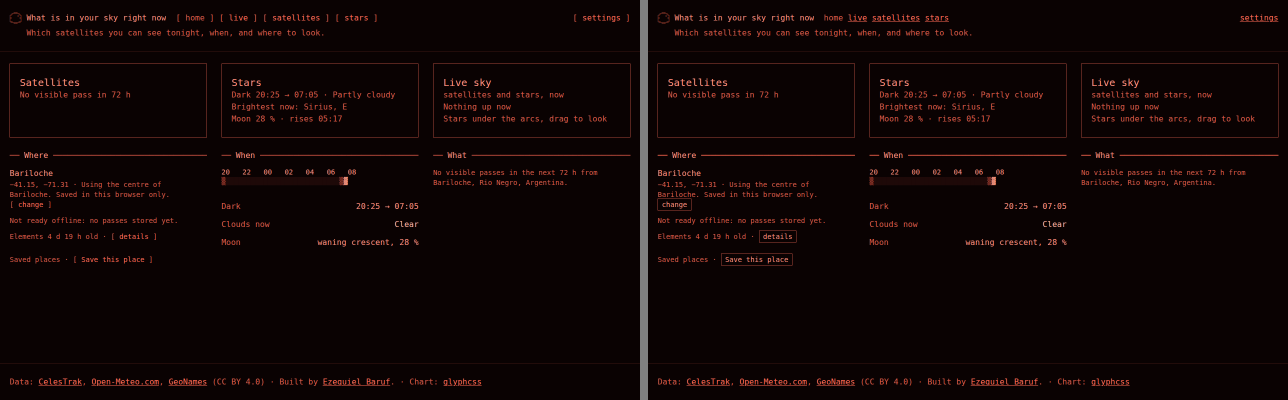 What is in your sky right now [ home ] [ live ] [ satellites ] [ stars ] [ settings ]
Which satellites you can see tonight, when, and where to look.
Satellites
No visible pass in 72 h
Stars
Dark 20:25 → 07:05 · Partly cloudy
Brightest now: Sirius, E
Moon 28 % · rises 05:17
Live sky
satellites and stars, now
Nothing up now
Stars under the arcs, drag to look
Where
Bariloche
−41.15, −71.31 · Using the centre of
Bariloche. Saved in this browser only.
[ change ]
Not ready offline: no passes stored yet.
Elements 4 d 19 h old · [ details ]
Saved places · [ Save this place ]
When
20 22 00 02 04 06 08
Dark 20:25 → 07:05
Clouds now Clear
Moon waning crescent, 28 %
What
No visible passes in the next 72 h from
Bariloche, Rio Negro, Argentina.
Data: CelesTrak, Open-Meteo.com, GeoNames (CC BY 4.0) · Built by Ezequiel Baruf. · Chart: glyphcss
What is in your sky right now home live satellites stars settings
Which satellites you can see tonight, when, and where to look.
Satellites
No visible pass in 72 h
Stars
Dark 20:25 → 07:05 · Partly cloudy
Brightest now: Sirius, E
Moon 28 % · rises 05:17
Live sky
satellites and stars, now
Nothing up now
Stars under the arcs, drag to look
Where
Bariloche
−41.15, −71.31 · Using the centre of
Bariloche. Saved in this browser only.
change
Not ready offline: no passes stored yet.
Elements 4 d 19 h old · details
Saved places · Save this place
When
20 22 00 02 04 06 08
Dark 20:25 → 07:05
Clouds now Clear
Moon waning crescent, 28 %
What
No visible passes in the next 72 h from
Bariloche, Rio Negro, Argentina.
Data: CelesTrak, Open-Meteo.com, GeoNames (CC BY 4.0) · Built by Ezequiel Baruf. · Chart: glyphcss